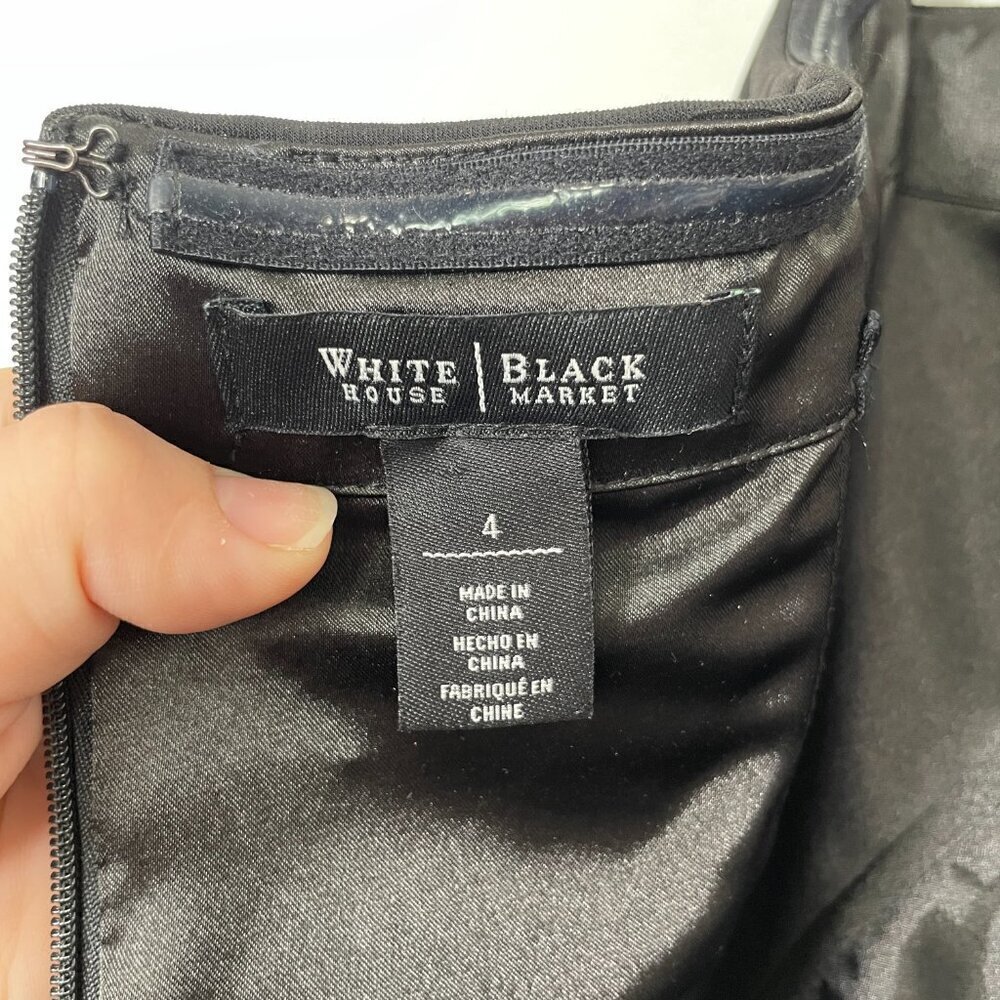 WHITE | BLACK
HOUSE | MARKET
4
MADE IN
CHINA
HECHO EN
CHINA
FABRIQUÉ EN
CHINE